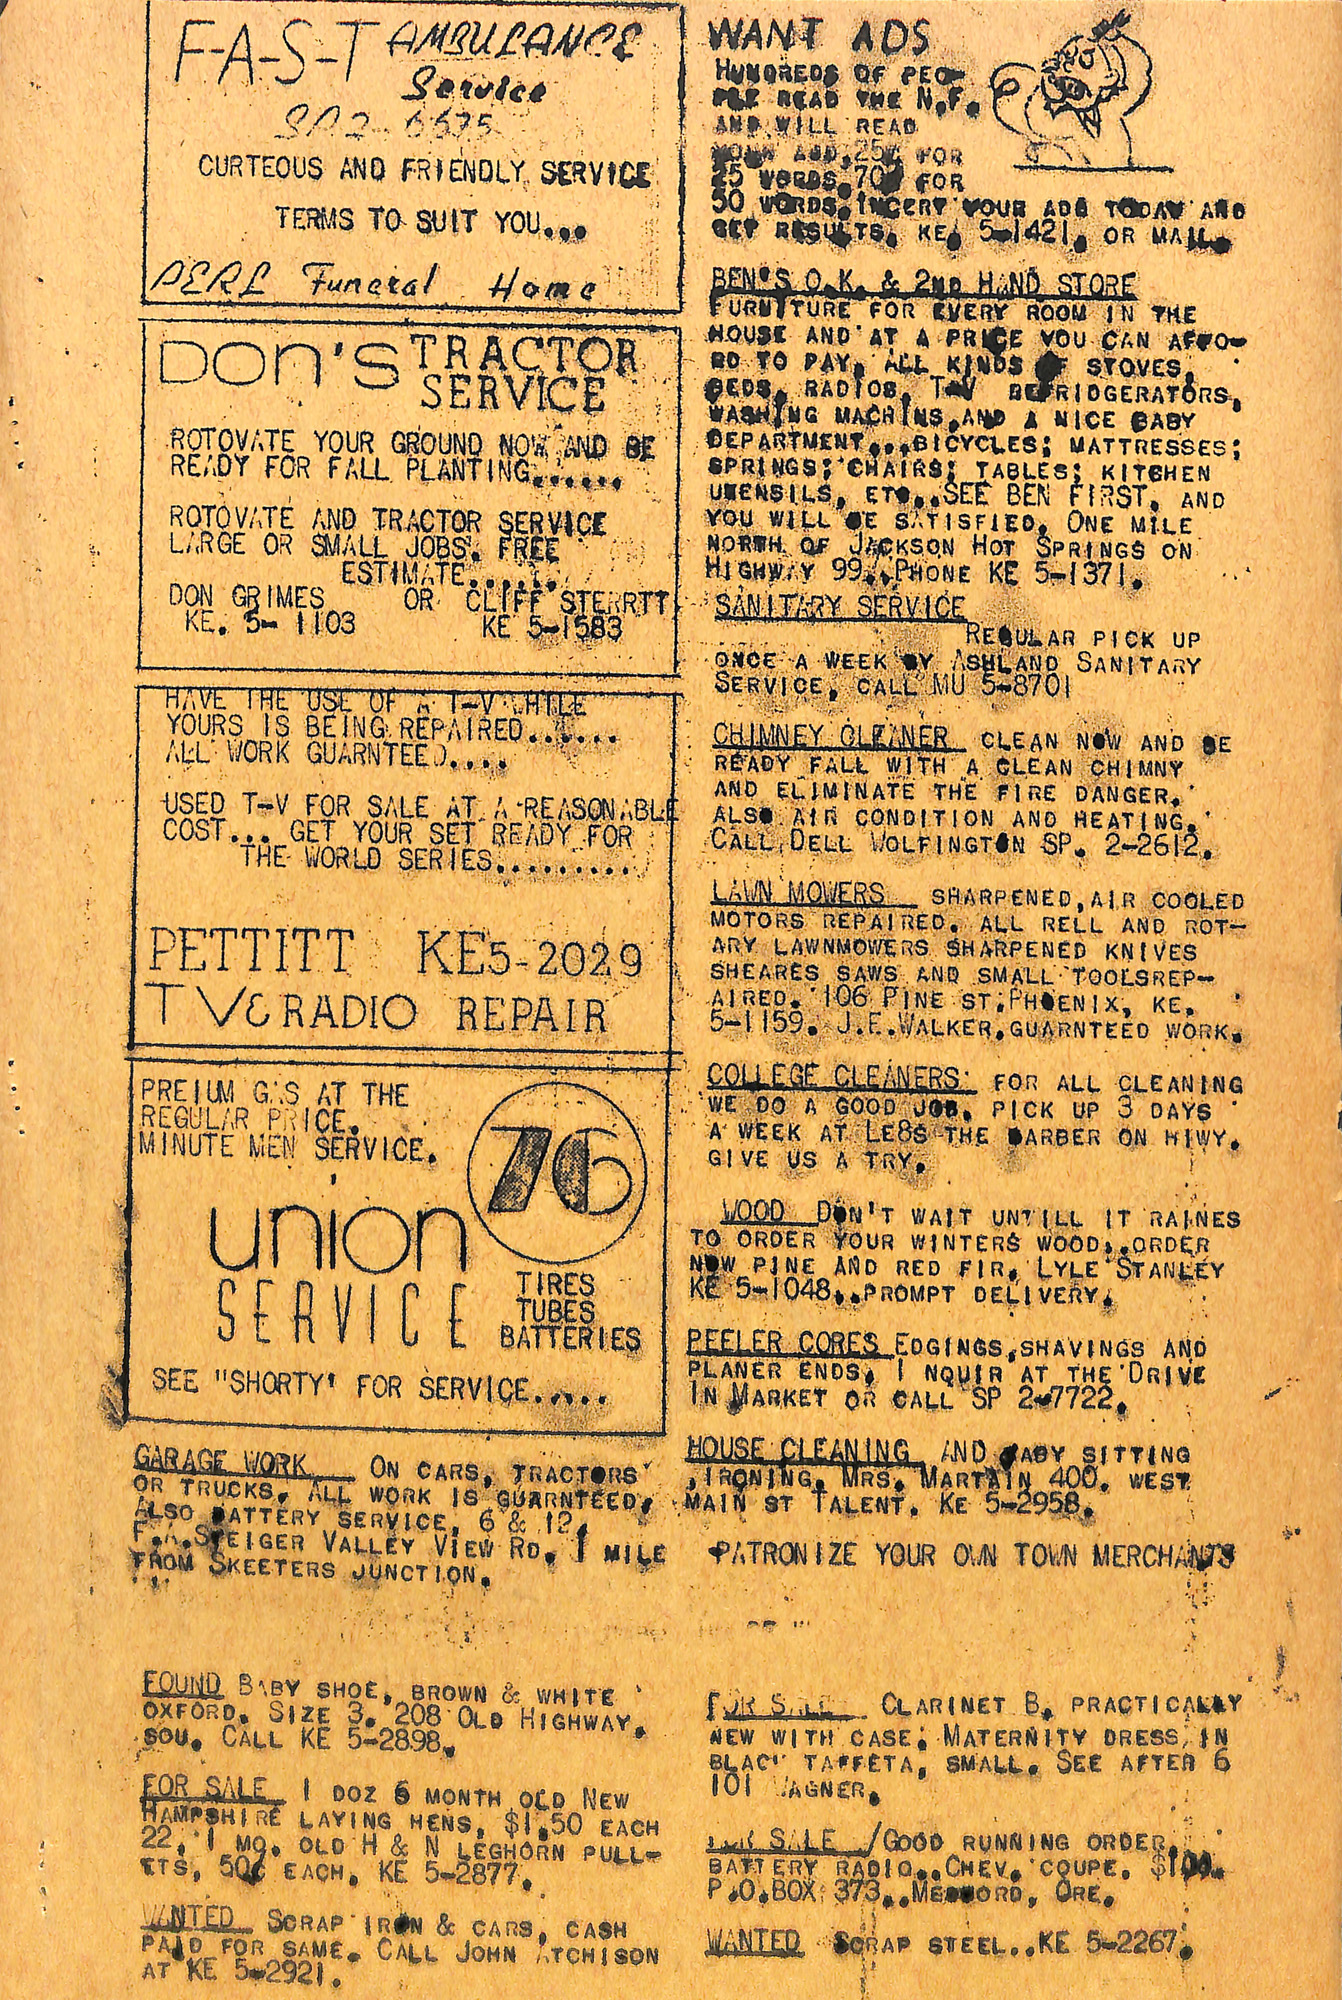 F-A-S-T AMBULANCE
Service
SP2-6675
CURTEOUS AND FRIENDLY SERVICE
TERMS TO SUIT YOU...
PERL Funeral Home
DON'S TRACTOR
SERVICE
ROTOVATE YOUR GROUND NOW AND BE
READY FOR FALL PLANTING......
ROTOVATE AND TRACTOR SERVICE
LARGE OR SMALL JOBS. FREE
ESTIMATE......
DON GRIMES OR CLIFF STERRTT
KE. 5- 1103 KE 5-1583
HAVE THE USE OF A T-V WHILE
YOURS IS BEING REPAIRED......
ALL WORK GUARNTEED....
USED T-V FOR SALE AT A REASONABLE
COST... GET YOUR SET READY FOR
THE WORLD SERIES.........
PETTITT KE5-2029
TV& RADIO REPAIR
PREIUM GAS AT THE
REGULAR PRICE.
MINUTE MEN SERVICE.
76
union
SERVICE
TIRES
TUBES
BATTERIES
SEE "SHORTY" FOR SERVICE.....
GARAGE WORK ON CARS, TRACTORS
OR TRUCKS. ALL WORK IS GUARNTEED,
ALSO BATTERY SERVICE, 6 & 12.
F.A. STEIGER VALLEY VIEW RD. 1 MILE
FROM SKEETERS JUNCTION.
FOUND BABY SHOE, BROWN & WHITE
OXFORD. SIZE 3. 208 OLD HIGHWAY.
SOU. CALL KE 5-2898.
FOR SALE 1 DOZ 6 MONTH OLD NEW
HAMPSHIRE LAYING HENS, $1.50 EACH
22, 1 MO. OLD H & N LEGHORN PULL-
ETS, 50¢ EACH. KE 5-2877.
WANTED SCRAP IRON & CARS, CASH
PAID FOR SAME. CALL JOHN ATCHISON
AT KE 5-2921.
WANT ADS
HUNDREDS OF PEO-
PLE READ THE N.F.
AND WILL READ
YOUR ADD.25¢ FOR
25 WORDS.70¢ FOR
50 WORDS.INCERT YOUR ADS TODAY AND
GET RESULTS. KE, 5-1421, OR MAIL.
BEN'S O.K. & 2ND HAND STORE
FURNITURE FOR EVERY ROOM IN THE
HOUSE AND AT A PRICE YOU CAN AFFO-
RD TO PAY. ALL KINDS OF STOVES,
BEDS, RADIOS, T-V REFRIDGERATORS,
WASHING MACHINS,AND A NICE BABY
DEPARTMENT...BICYCLES; MATTRESSES;
SPRINGS; CHAIRS; TABLES; KITCHEN
UTENSILS, ETC..SEE BEN FIRST, AND
YOU WILL BE SATISFIED. ONE MILE
NORTH OF JACKSON HOT SPRINGS ON
HIGHWAY 99..PHONE KE 5-1371.
SANITARY SERVICE
REGULAR PICK UP
ONCE A WEEK BY ASHLAND SANITARY
SERVICE, CALL MU 5-8701
CHIMNEY CLEANER CLEAN NOW AND BE
READY FALL WITH A CLEAN CHIMNY
AND ELIMINATE THE FIRE DANGER.
ALSO AIR CONDITION AND HEATING.
CALL DELL WOLFINGTON SP. 2-2612.
LAWN MOWERS SHARPENED,AIR COOLED
MOTORS REPAIRED. ALL RELL AND ROT-
ARY LAWNMOWERS SHARPENED KNIVES
SHEARES SAWS AND SMALL TOOLSREP-
AIRED. 106 PINE ST,PHOENIX, KE.
5-1159. J.E.WALKER.GUARNTEED WORK.
COLLEGE CLEANERS: FOR ALL CLEANING
WE DO A GOOD JOB. PICK UP 3 DAYS
A WEEK AT LE8S THE BARBER ON HIWY.
GIVE US A TRY.
WOOD DON'T WAIT UNTILL IT RAINES
TO ORDER YOUR WINTERS WOOD..ORDER
NOW PINE AND RED FIR. LYLE STANLEY
KE 5-1048..PROMPT DELIVERY.
PEELER CORES EDGINGS,SHAVINGS AND
PLANER ENDS, I NQUIR AT THE DRIVE
IN MARKET OR CALL SP 2-7722.
HOUSE CLEANING AND BABY SITTING
,IRONING. MRS. MARTAIN 400. WEST
MAIN ST TALENT. KE 5-2958.
PATRONIZE YOUR OWN TOWN MERCHANTS
FOR SALE CLARINET B, PRACTICALLY
NEW WITH CASE; MATERNITY DRESS IN
BLACK TAFFETA, SMALL. SEE AFTER 6
101 WAGNER.
FOR SALE /GOOD RUNNING ORDER,
BATTERY RADIO..CHEV. COUPE. $100.
P.O.BOX 373..MEDFORD, ORE.
WANTED SCRAP STEEL..KE 5-2267.